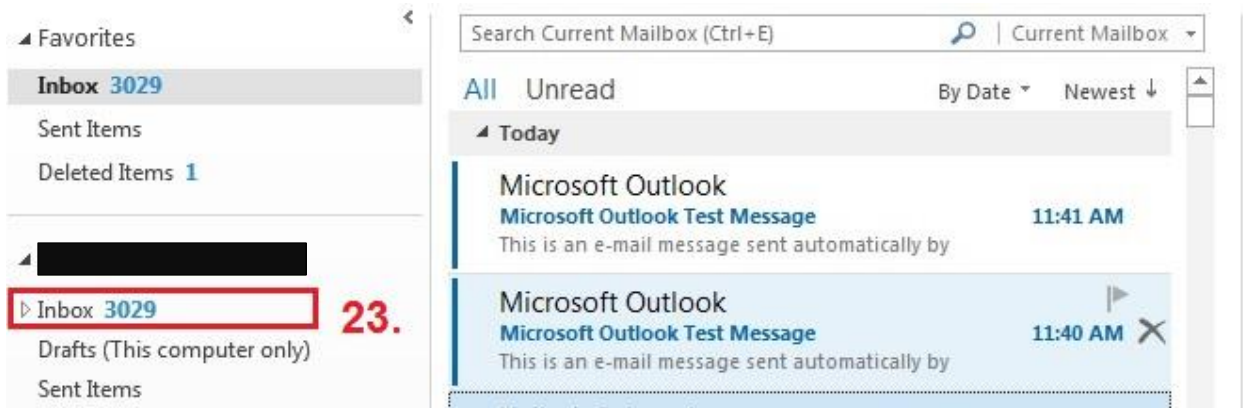 Favorites
Inbox 3029
Sent Items
Deleted Items 1
Inbox 3029
23.
Drafts (This computer only)
Sent Items
Search Current Mailbox (Ctrl+E) Current Mailbox
All Unread By Date Newest
Today
Microsoft Outlook
Microsoft Outlook Test Message 11:41 AM
This is an e-mail message sent automatically by
Microsoft Outlook
Microsoft Outlook Test Message 11:40 AM
This is an e-mail message sent automatically by